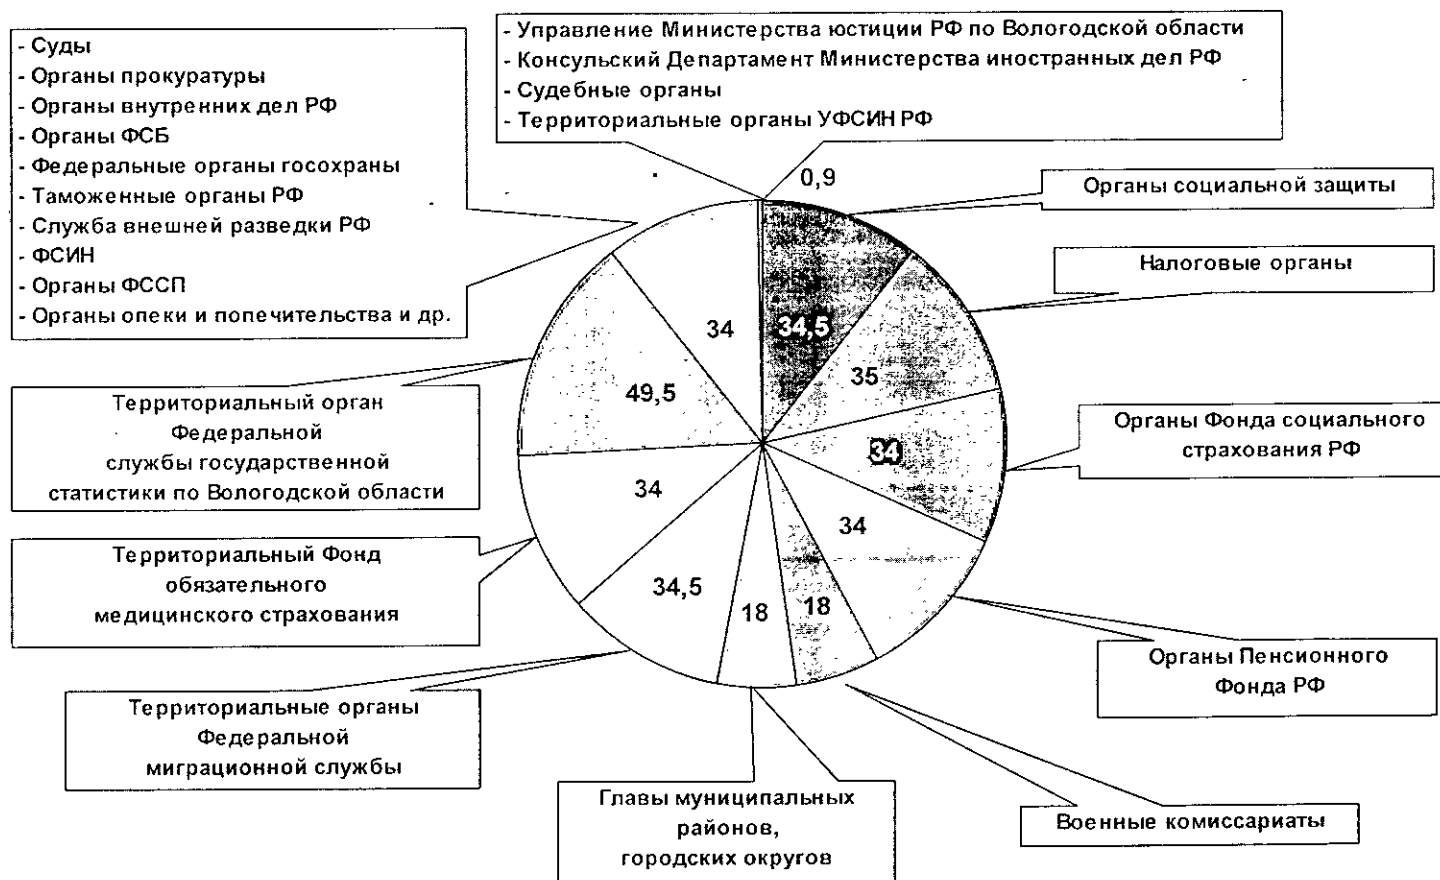 - Суды
- Органы прокуратуры
- Органы внутренних дел РФ
- Органы ФСБ
- Федеральные органы госохраны
- Таможенные органы РФ
- Служба внешней разведки РФ
- ФСИН
- Органы ФССП
- Органы опеки и попечительства и др.
- Управление Министерства юстиции РФ по Вологодской области
- Консульский Департамент Министерства иностранных дел РФ
- Судебные органы
- Территориальные органы УФСИН РФ
0,9
Органы социальной защиты
Налоговые органы
34
34,5
35
49,5
Территориальный орган
Федеральной
службы государственной
статистики по Вологодской области
Органы Фонда социального
страхования РФ
34
34
34
Территориальный Фонд
обязательного
медицинского страхования
34,5
18
18
Органы Пенсионного
Фонда РФ
Территориальные органы
Федеральной
миграционной службы
Главы муниципальных
районов,
городских округов
Военные комиссариаты